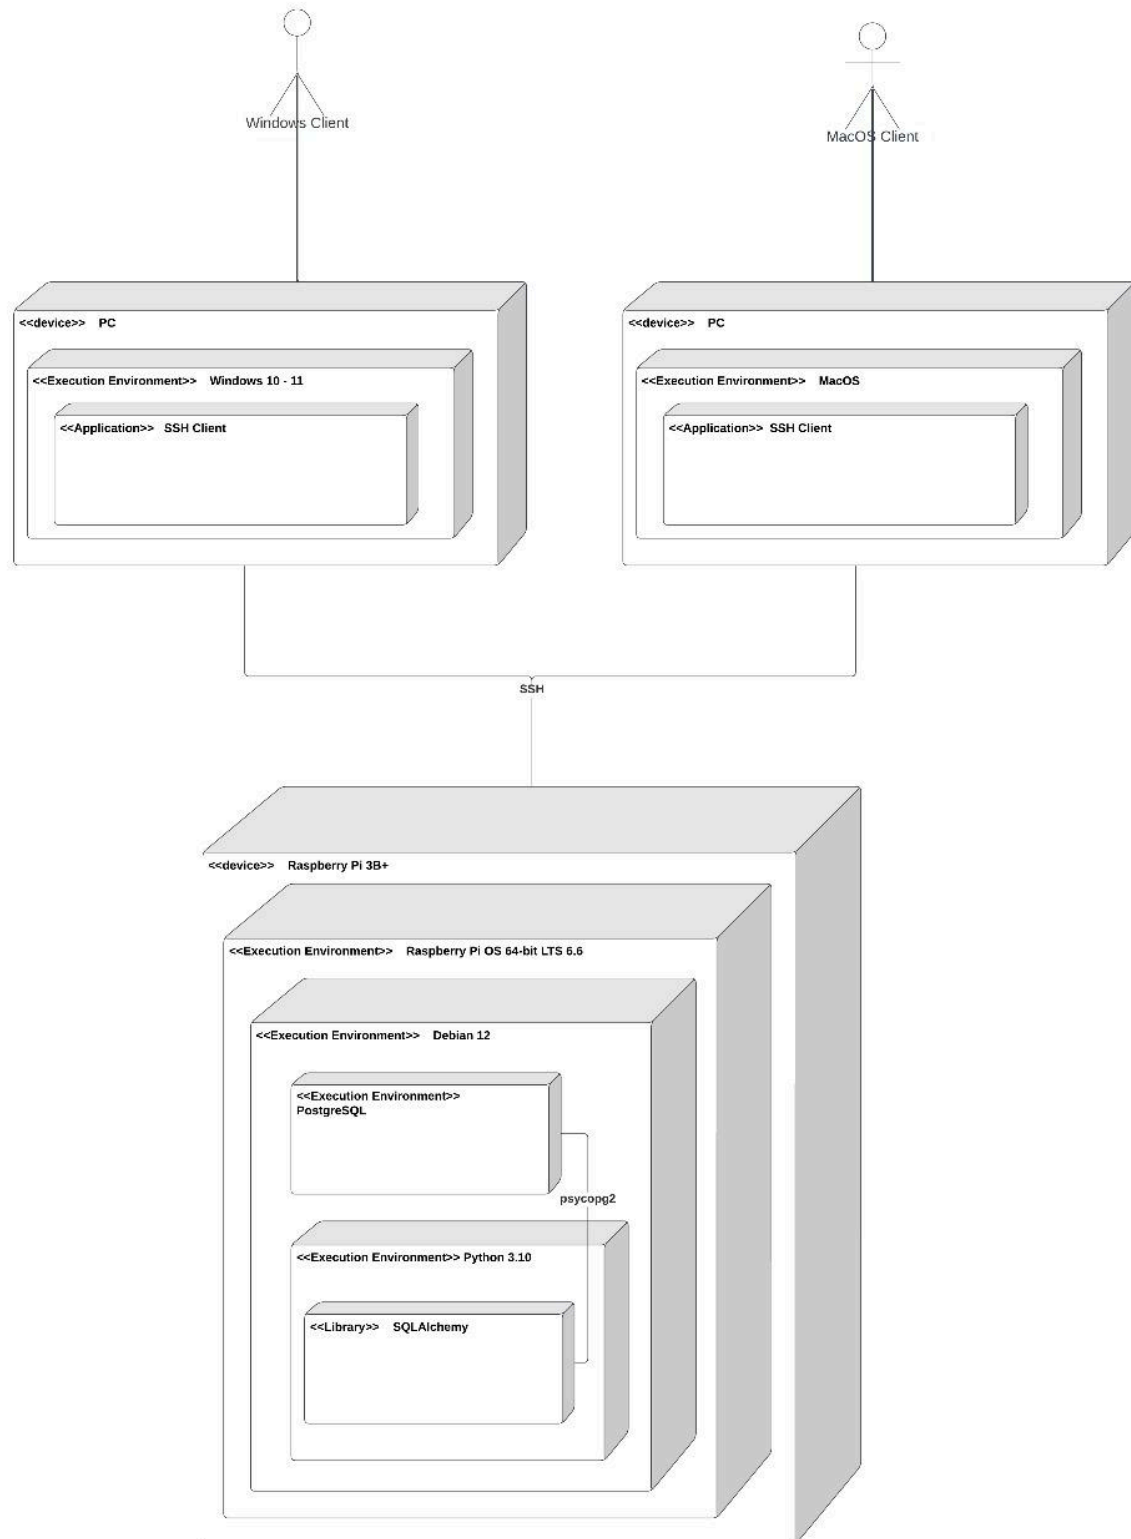 Windows Client
MacOS Client
<<device>> PC
<<device>> PC
<<Execution Environment>> Windows 10 - 11
<<Execution Environment>> MacOS
<<Application>> SSH Client
<<Application>> SSH Client
SSH
<<device>> Raspberry Pi 3B+
<<Execution Environment>> Raspberry Pi OS 64-bit LTS 6.6
<<Execution Environment>> Debian 12
<<Execution Environment>>
PostgreSQL
psycopg2
<<Execution Environment>> Python 3.10
<<Library>> SQLAlchemy